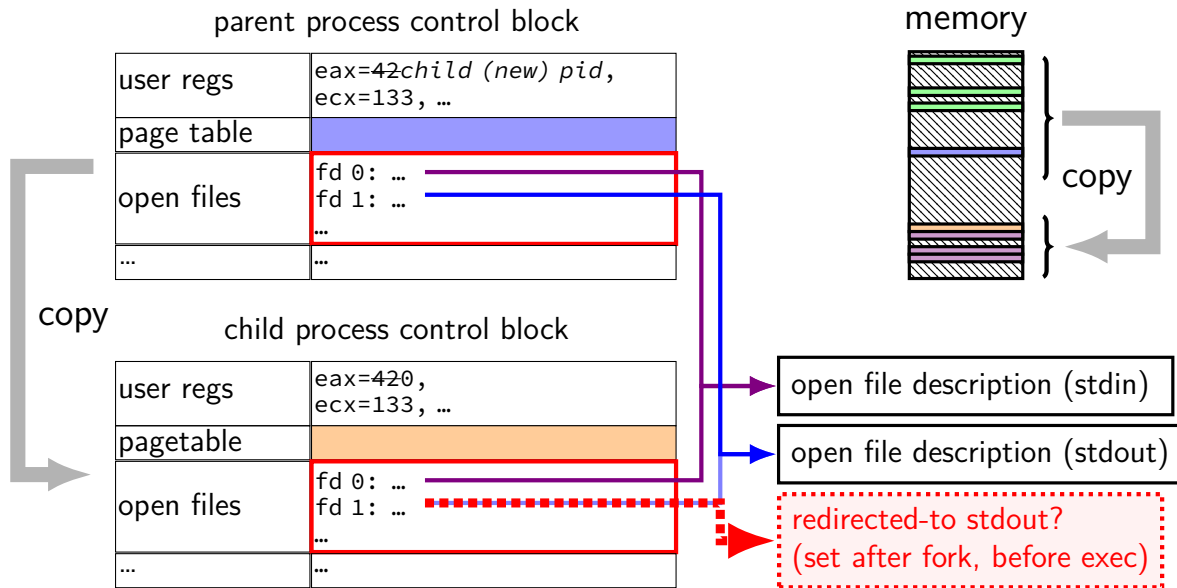 parent process control block
memory
user regs
eax=42child (new) pid,
ecx=133, …
page table
open files
fd 0: …
fd 1: …
…
…
…
copy
copy
child process control block
user regs
eax=420,
ecx=133, …
pagetable
open files
fd 0: …
fd 1: …
…
…
…
open file description (stdin)
open file description (stdout)
redirected-to stdout?
(set after fork, before exec)